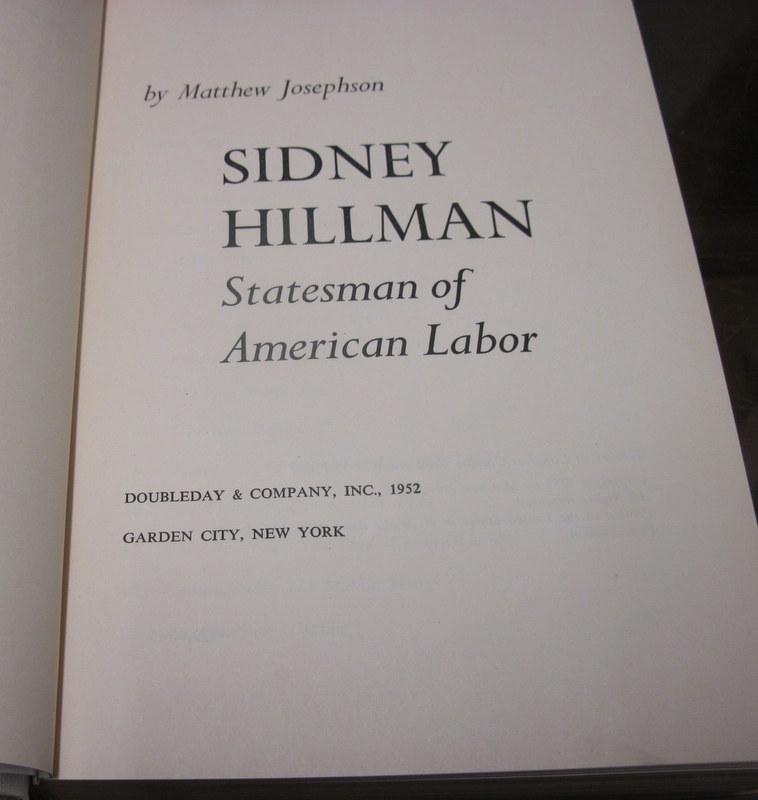 by Matthew Josephson
SIDNEY
HILLMAN
Statesman of
American Labor
DOUBLEDAY & COMPANY, INC., 1952
GARDEN CITY, NEW YORK